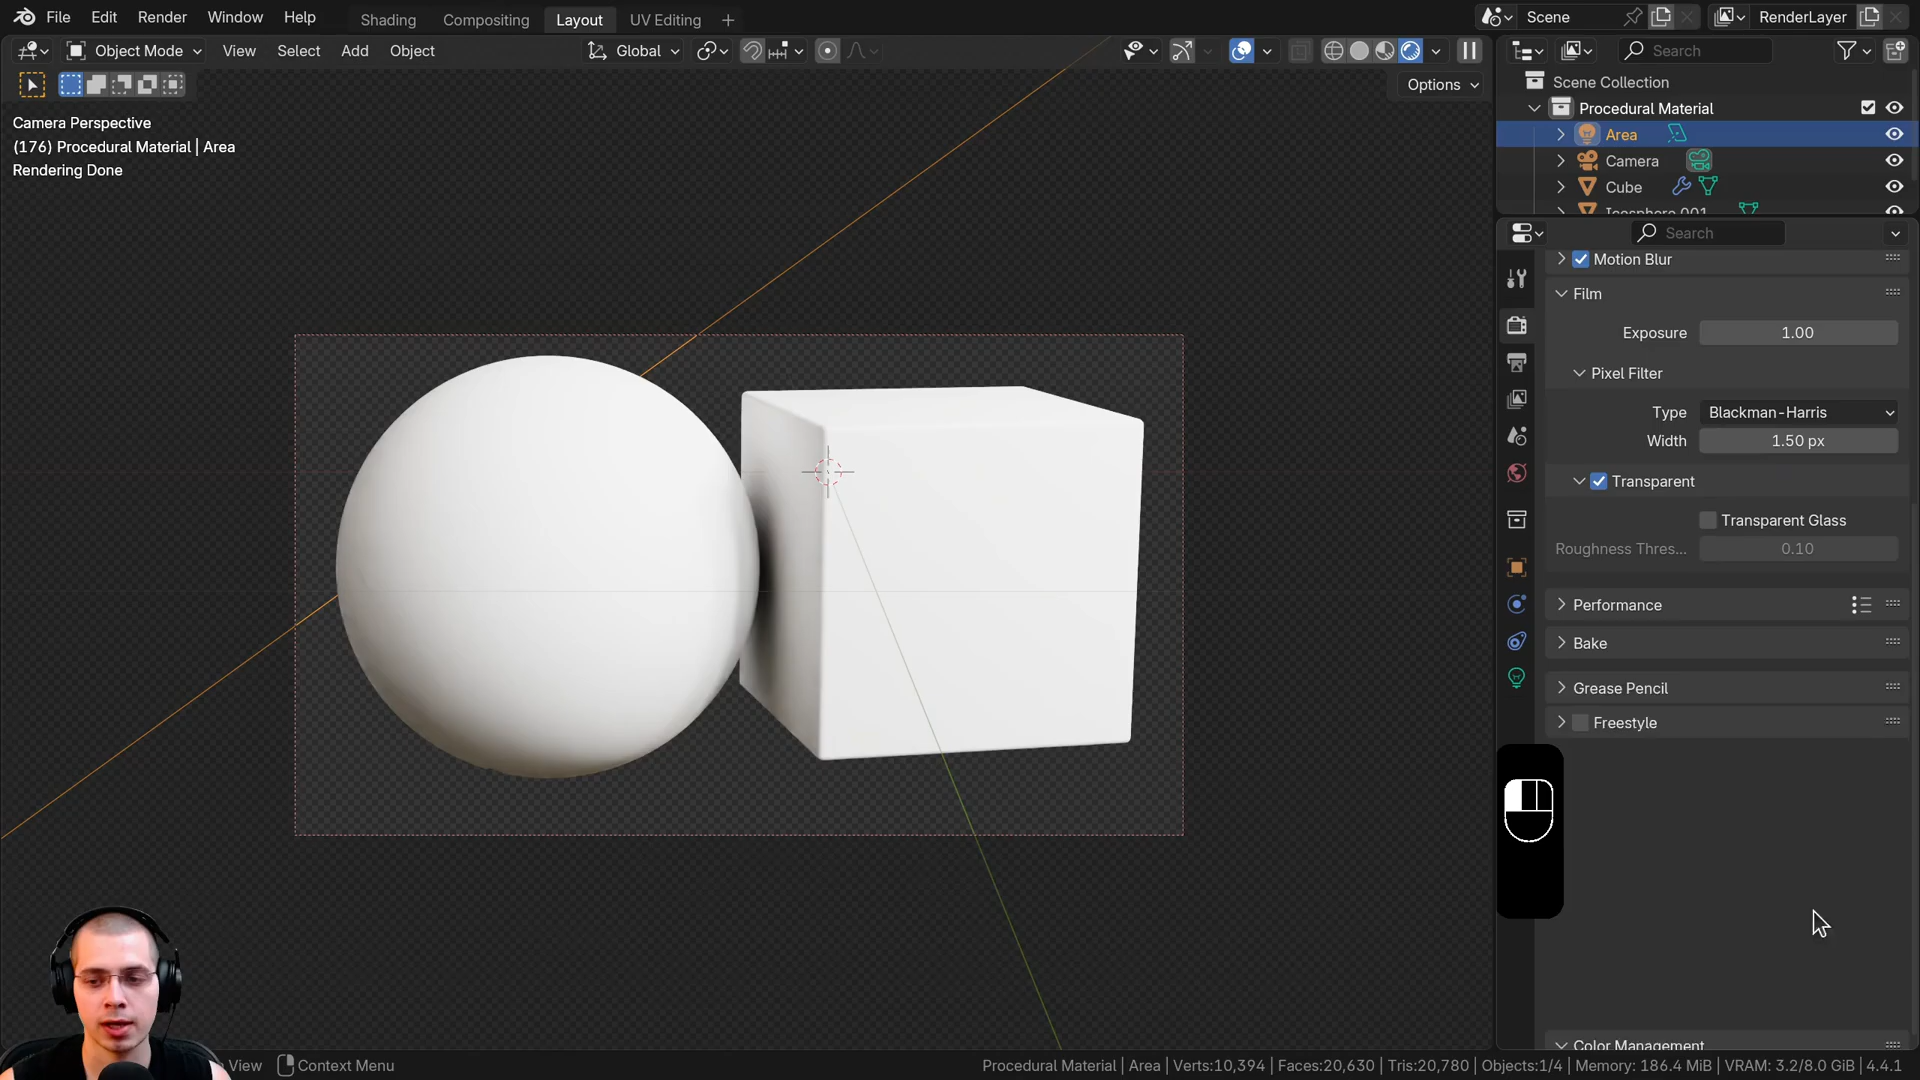 File Edit Render Window Help Shading Compositing Layout UV Editing + Scene RenderLayer
Object Mode View Select Add Object Global Search
Options
Camera Perspective
(176) Procedural Material | Area
Rendering Done
Scene Collection
Procedural Material
Area
Camera
Cube
Icosphere.001
Search
Motion Blur
Film
Exposure 1.00
Pixel Filter
Type Blackman-Harris
Width 1.50 px
Transparent
Transparent Glass
Roughness Thres... 0.10
Performance
Bake
Grease Pencil
Freestyle
Color Management
View Context Menu Procedural Material | Area | Verts:10,394 | Faces:20,630 | Tris:20,780 | Objects:1/4 | Memory: 186.4 MiB | VRAM: 3.2/8.0 GiB | 4.4.1